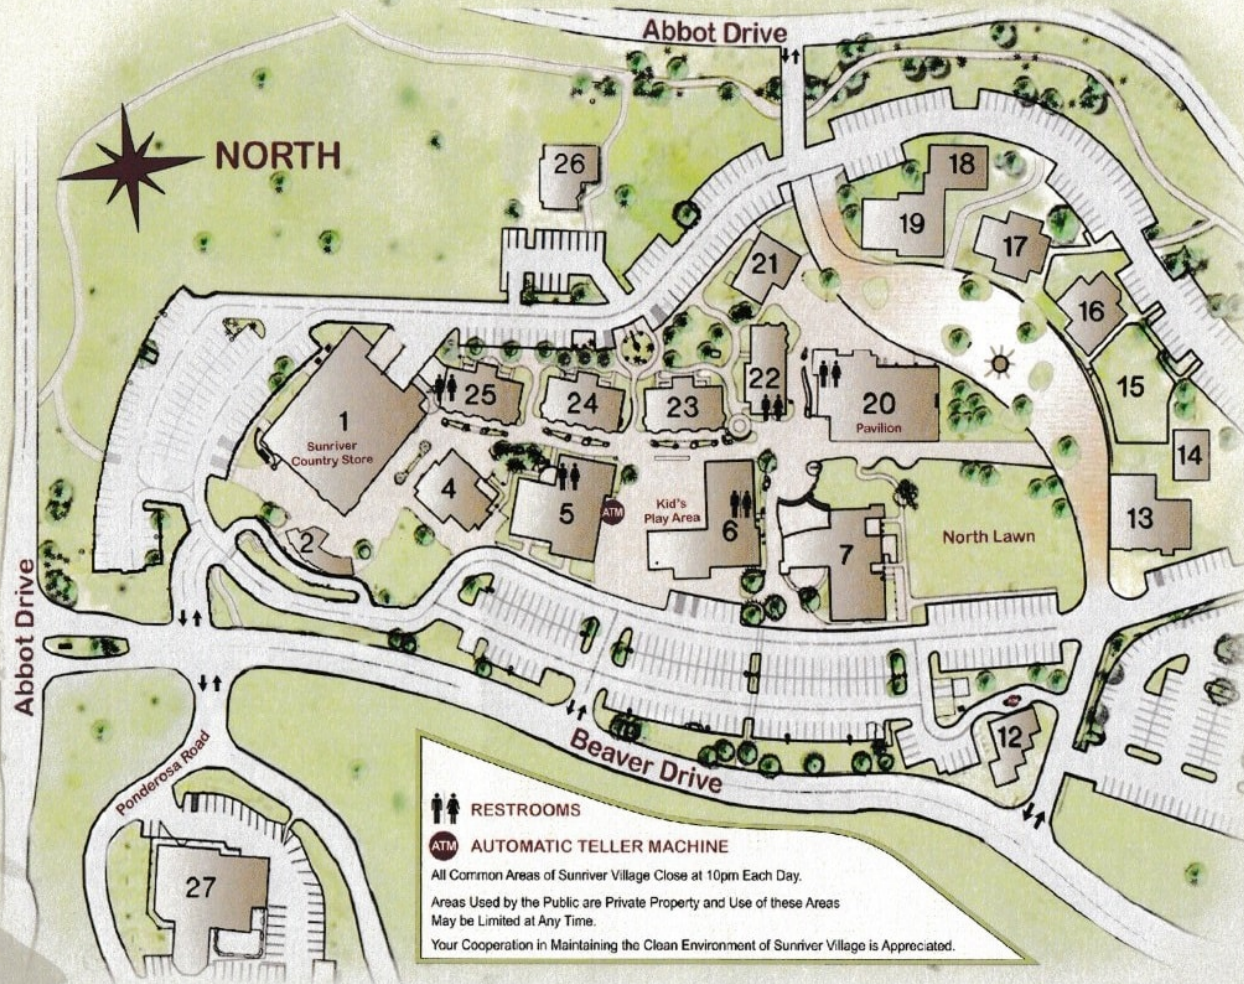 Abbot Drive
NORTH
26
18
19
17
21
16
15
22
20
Pavilion
25
24
23
1
Sunriver
Country Store
14
4
5
ATM
Kid's
Play Area
6
7
North Lawn
13
2
Abbot Drive
12
Beaver Drive
Ponderosa Road
27
RESTROOMS
ATM
AUTOMATIC TELLER MACHINE
All Common Areas of Sunriver Village Close at 10pm Each Day.
Areas Used by the Public are Private Property and Use of these Areas
May be Limited at Any Time.
Your Cooperation in Maintaining the Clean Environment of Sunriver Village is Appreciated.